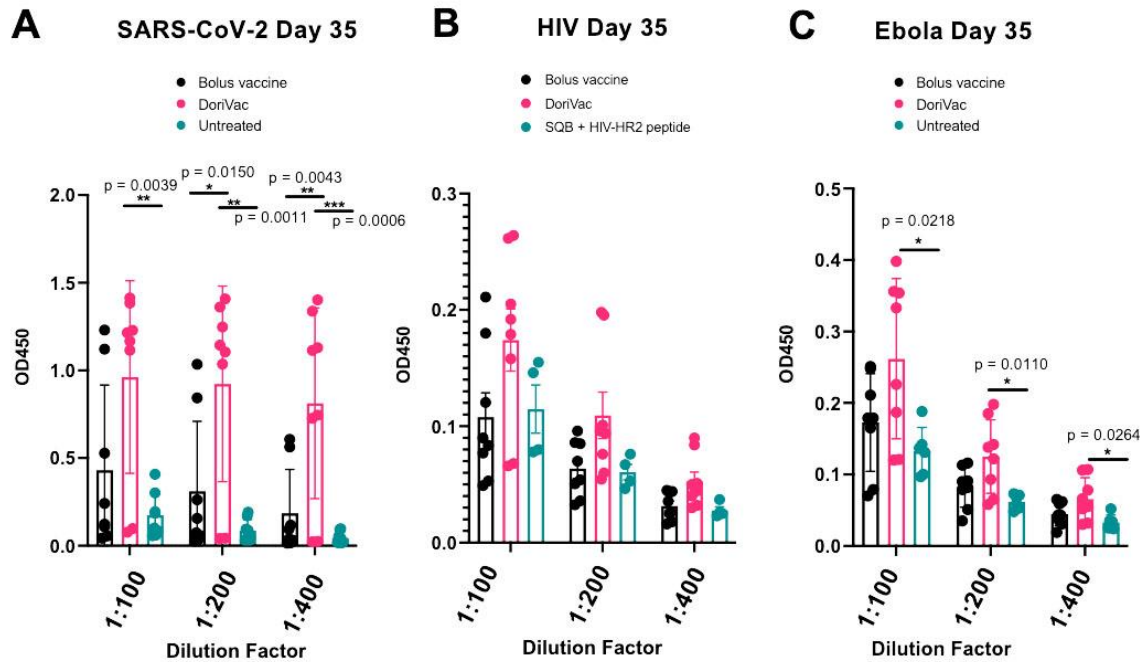 A
SARS-CoV-2 Day 35
Bolus vaccine
DoriVac
Untreated
p = 0.0039
**
p = 0.0150
*
**
p = 0.0011
p = 0.0043
**
***
p = 0.0006
OD450
2.0
1.5
1.0
0.5
0.0
1:100
1:200
1:400
Dilution Factor
B
HIV Day 35
Bolus vaccine
DoriVac
SQB + HIV-HR2 peptide
OD450
0.3
0.2
0.1
0.0
1:100
1:200
1:400
Dilution Factor
C
Ebola Day 35
Bolus vaccine
DoriVac
Untreated
p = 0.0218
*
p = 0.0110
*
p = 0.0264
*
OD450
0.5
0.4
0.3
0.2
0.1
0.0
1:100
1:200
1:400
Dilution Factor